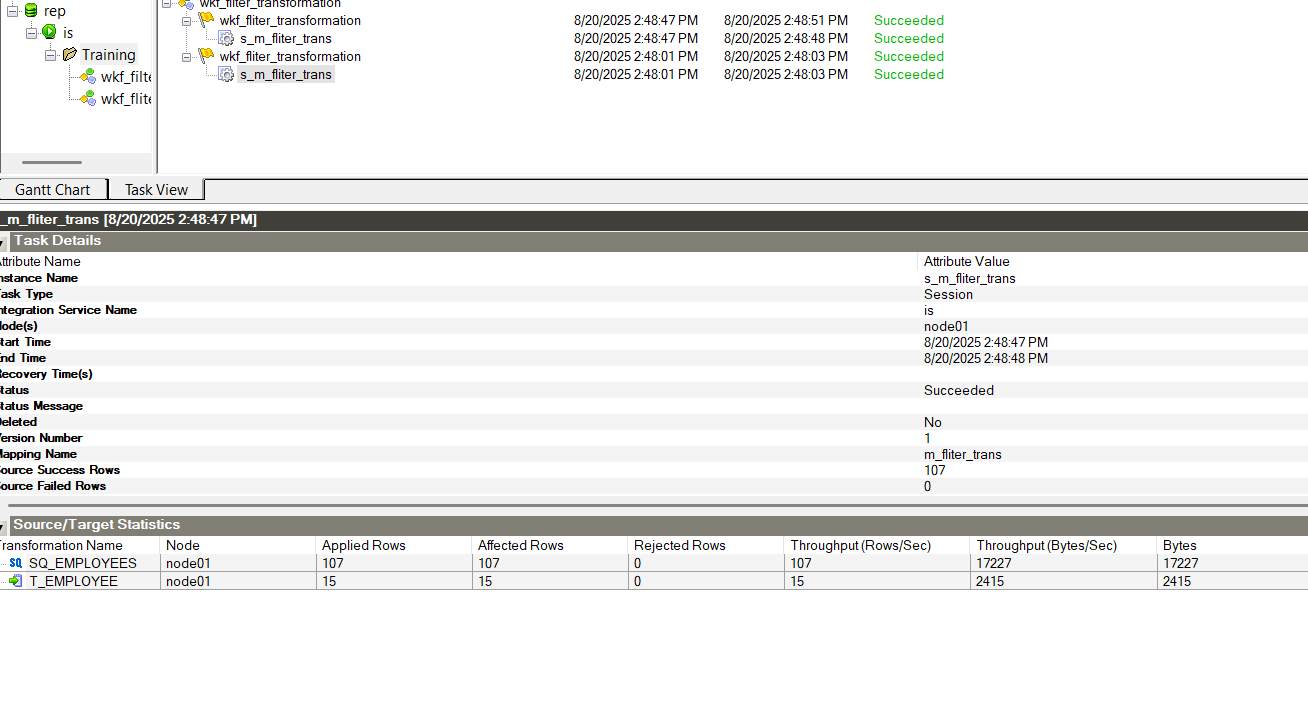 rep
is
Training
wkf_filte
wkf_flite
wkf_fliter_transformation
wkf_fliter_transformation 8/20/2025 2:48:47 PM 8/20/2025 2:48:51 PM Succeeded
s_m_fliter_trans 8/20/2025 2:48:47 PM 8/20/2025 2:48:48 PM Succeeded
wkf_fliter_transformation 8/20/2025 2:48:01 PM 8/20/2025 2:48:03 PM Succeeded
s_m_fliter_trans 8/20/2025 2:48:01 PM 8/20/2025 2:48:03 PM Succeeded
Gantt Chart Task View
_m_fliter_trans [8/20/2025 2:48:47 PM]
Task Details
ttribute Name Attribute Value
nstance Name s_m_fliter_trans
ask Type Session
ntegration Service Name is
lode(s) node01
tart Time 8/20/2025 2:48:47 PM
nd Time 8/20/2025 2:48:48 PM
ecovery Time(s)
tatus Succeeded
tatus Message
eleted No
ersion Number 1
apping Name m_fliter_trans
ource Success Rows 107
ource Failed Rows 0
Source/Target Statistics
ransformation Name Node Applied Rows Affected Rows Rejected Rows Throughput (Rows/Sec) Throughput (Bytes/Sec) Bytes
SQ SQ_EMPLOYEES node01 107 107 0 107 17227 17227
T_EMPLOYEE node01 15 15 0 15 2415 2415